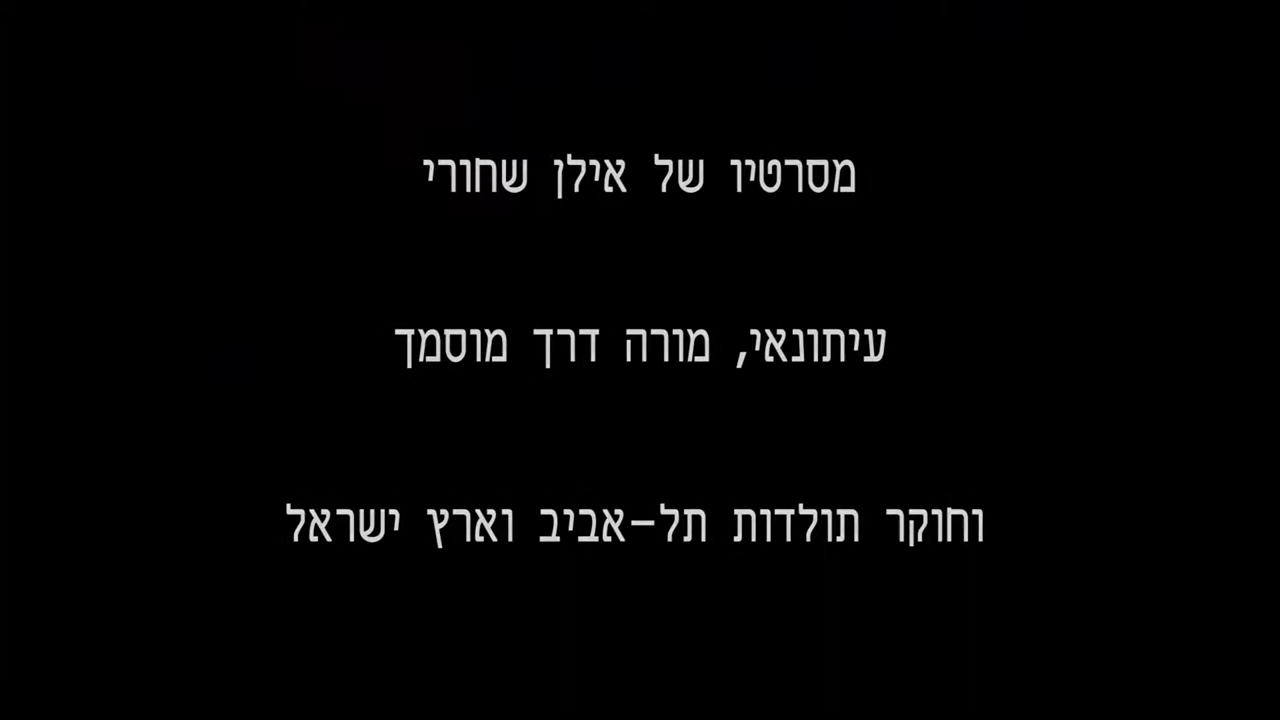 מסרטיו של אילן שחורי
עיתונאי, מורה דרך מוסמך
וחוקר תולדות תל-אביב וארץ ישראל